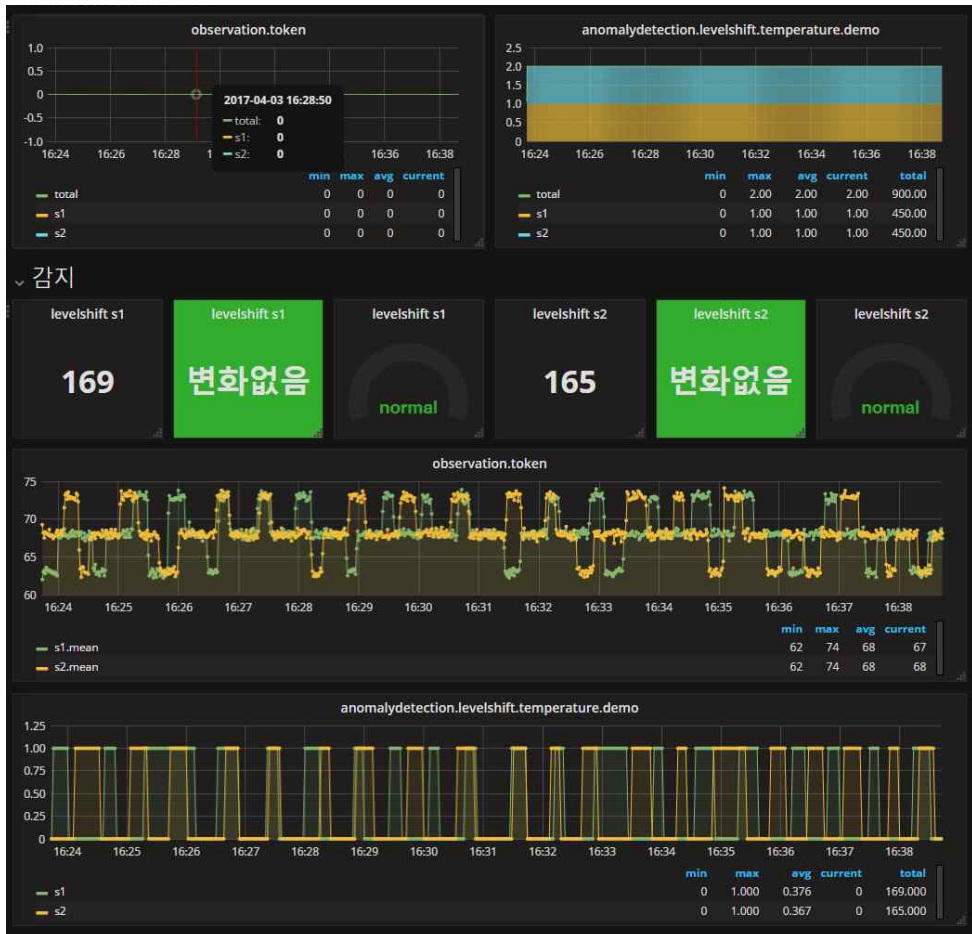 observation.token
1.0
0.5
0
-0.5
-1.0
16:24 16:26 16:28 1 16:36 16:38
2017-04-03 16:28:50
total: 0
s1: 0
s2: 0
min max avg current
total 0 0 0 0
s1 0 0 0 0
s2 0 0 0 0
anomalydetection.levelshift.temperature.demo
2.5
2.0
1.5
1.0
0.5
0
16:24 16:26 16:28 16:30 16:32 16:34 16:36 16:38
min max avg current total
total 0 2.00 2.00 2.00 900.00
s1 0 1.00 1.00 1.00 450.00
s2 0 1.00 1.00 1.00 450.00
감지
levelshift s1
169
levelshift s1
변화없음
levelshift s1
normal
levelshift s2
165
levelshift s2
변화없음
levelshift s2
normal
observation.token
75
70
65
60
16:24 16:25 16:26 16:27 16:28 16:29 16:30 16:31 16:32 16:33 16:34 16:35 16:36 16:37 16:38
min max avg current
s1.mean 62 74 68 67
s2.mean 62 74 68 68
anomalydetection.levelshift.temperature.demo
1.25
1.00
0.75
0.50
0.25
0
16:24 16:25 16:26 16:27 16:28 16:29 16:30 16:31 16:32 16:33 16:34 16:35 16:36 16:37 16:38
min max avg current total
s1 0 1.000 0.376 0 169.000
s2 0 1.000 0.367 0 165.000